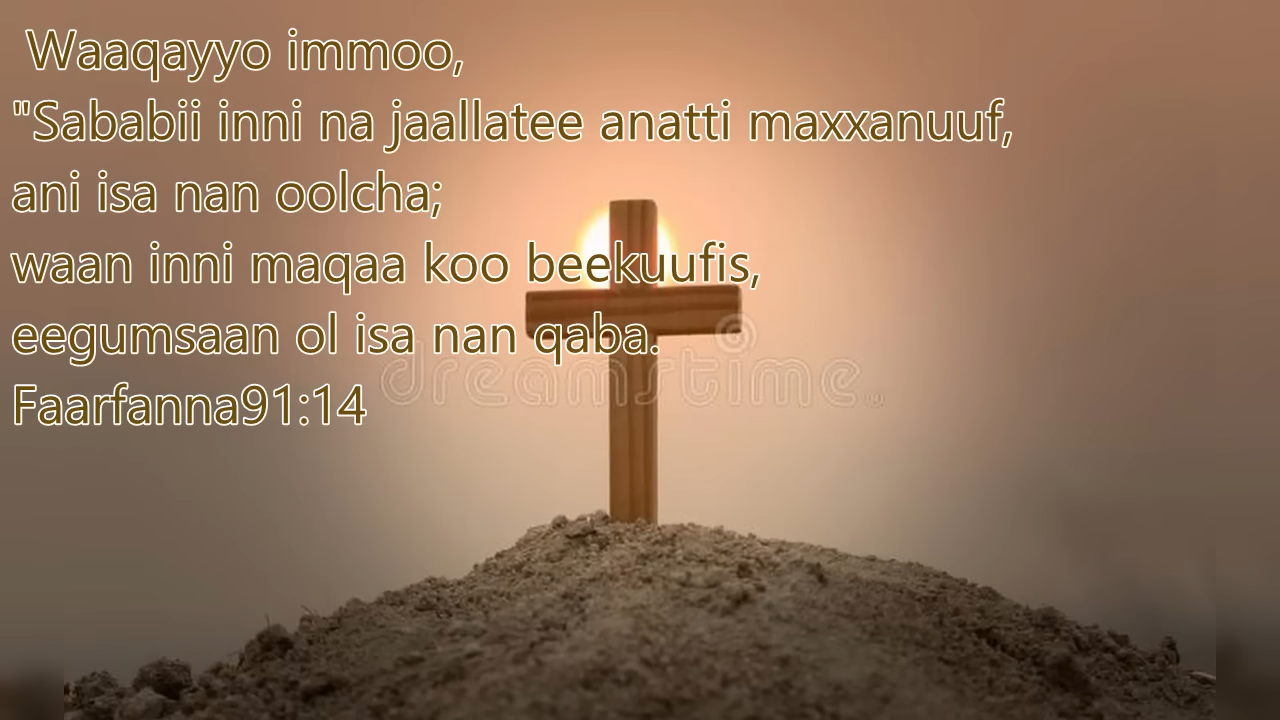 Waaqayyo immoo,
"Sababii inni na jaallatee anatti maxxanuuf,
ani isa nan oolcha;
waan inni maqaa koo beekuufis,
eegumsaan ol isa nan qaba.
dreamstime.
Faarfanna91:14